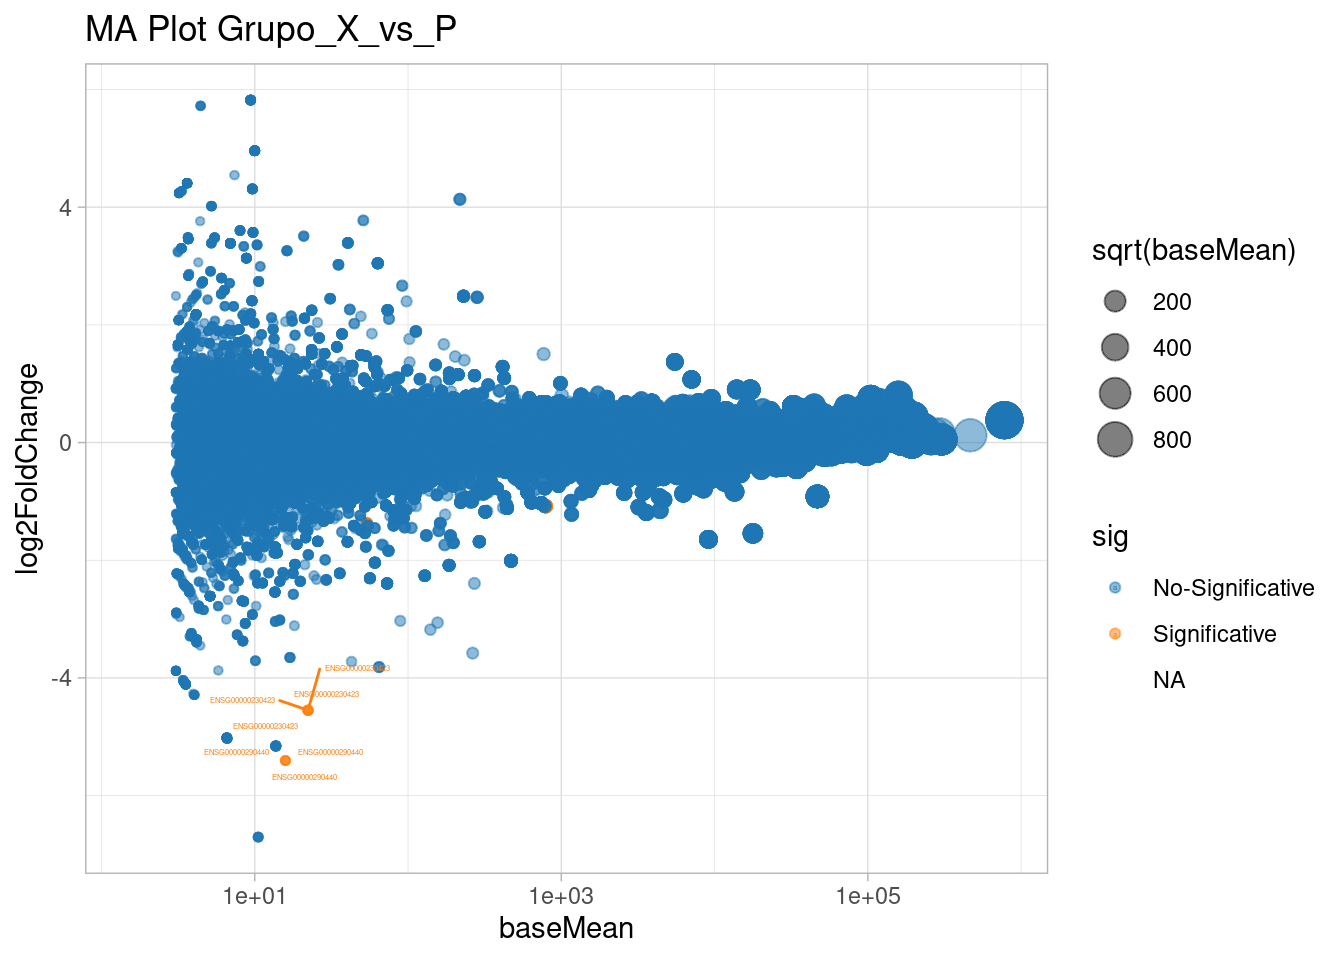 MA Plot Grupo_X_vs_P
log2FoldChange
4
0
-4
ENSG00000230423
ENSG00000230423
ENSG00000230423
ENSG00000230423
ENSG00000290440
ENSG00000290440
ENSG00000290440
1e+01
1e+03
1e+05
baseMean
sqrt(baseMean)
200
400
600
800
sig
No-Significative
Significative
NA